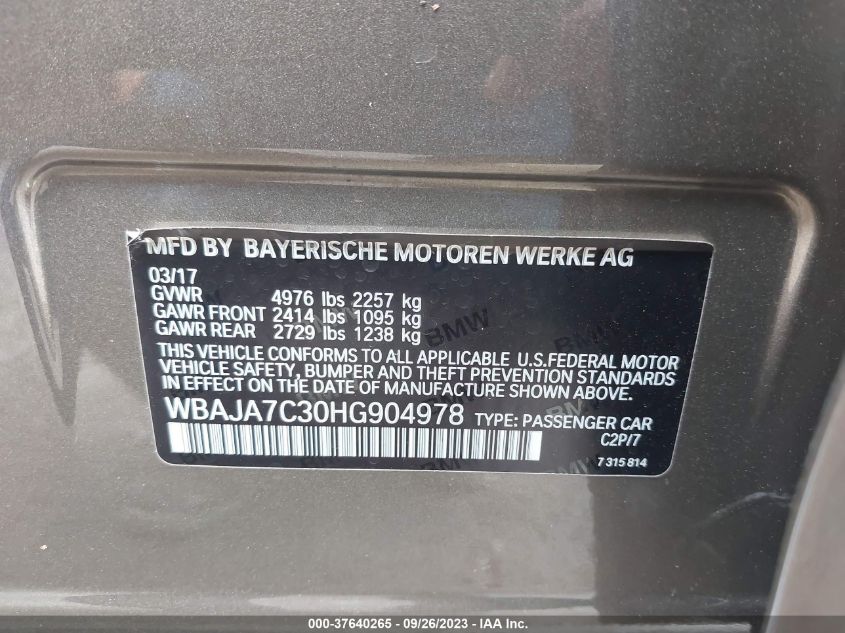 MFD BY BAYERISCHE MOTOREN WERKE AG
03/17
GVWR 4976 lbs 2257 kg
GAWR FRONT 2414 lbs 1095 kg
GAWR REAR 2729 lbs 1238 kg
THIS VEHICLE CONFORMS TO ALL APPLICABLE U.S.FEDERAL MOTOR
VEHICLE SAFETY, BUMPER AND THEFT PREVENTION STANDARDS
IN EFFECT ON THE DATE OF MANUFACTURE SHOWN ABOVE.
WBAJA7C30HG904978 TYPE: PASSENGER CAR
C2P/7
7 315 814
BMW
000-37640265 - 09/26/2023 - © IAA Inc.